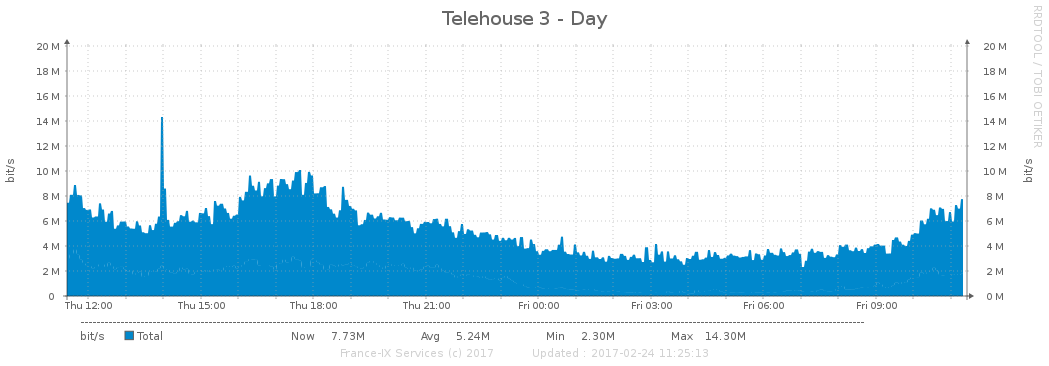 Telehouse 3 - Day
RRDTOOL / TOBI OETIKER
bit/s
bit/s
20 M 20 M
18 M 18 M
16 M 16 M
14 M 14 M
12 M 12 M
10 M 10 M
8 M 8 M
6 M 6 M
4 M 4 M
2 M 2 M
0 0 M
Thu 12:00 Thu 15:00 Thu 18:00 Thu 21:00 Fri 00:00 Fri 03:00 Fri 06:00 Fri 09:00
bit/s Total Now 7.73M Avg 5.24M Min 2.30M Max 14.30M
France-IX Services (c) 2017 Updated : 2017-02-24 11:25:13